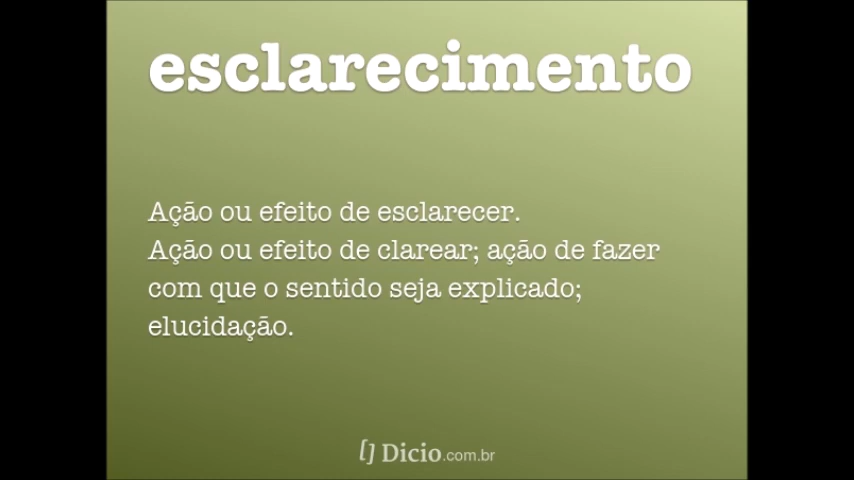 esclarecimento
Ação ou efeito de esclarecer.
Ação ou efeito de clarear; ação de fazer
com que o sentido seja explicado;
elucidação.
[] Dicio.com.br